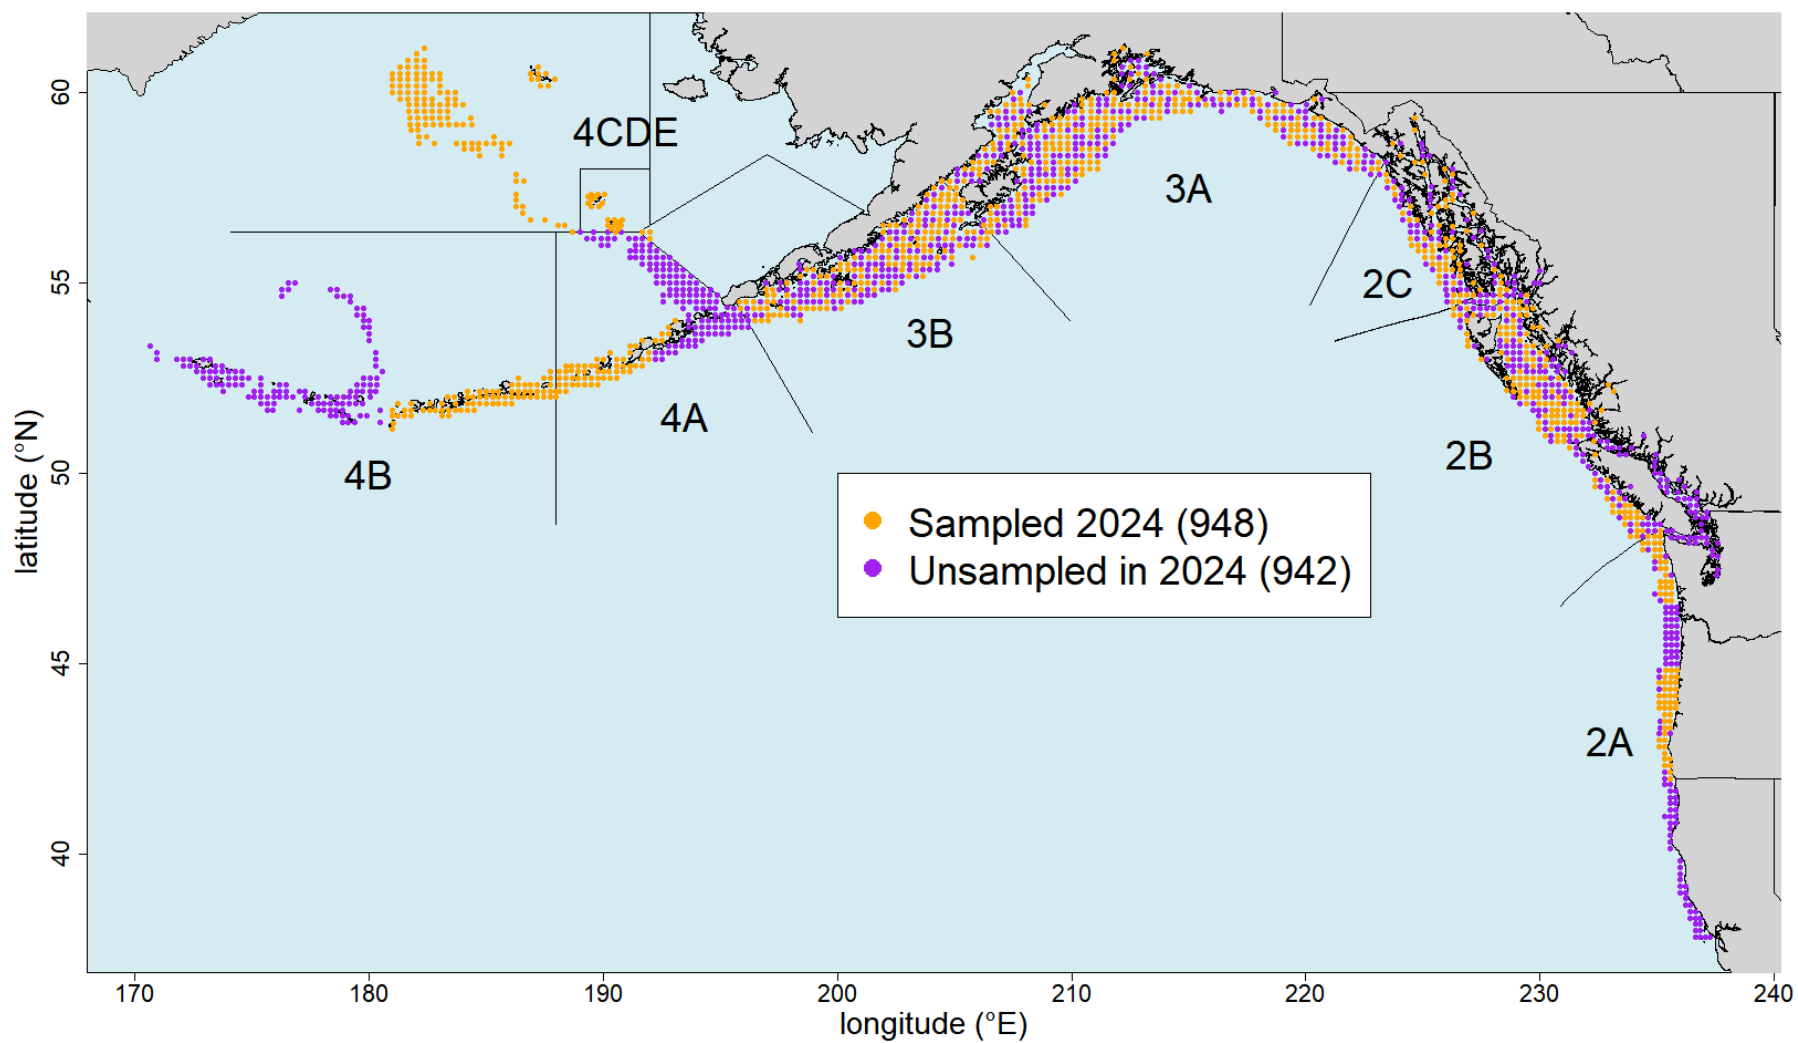 4CDE
3A
2C
3B
4A
4B
2B
2A
Sampled 2024 (948)
Unsampled in 2024 (942)
latitude (°N)
60
55
50
45
40
170
180
190
200
210
220
230
240
longitude (°E)